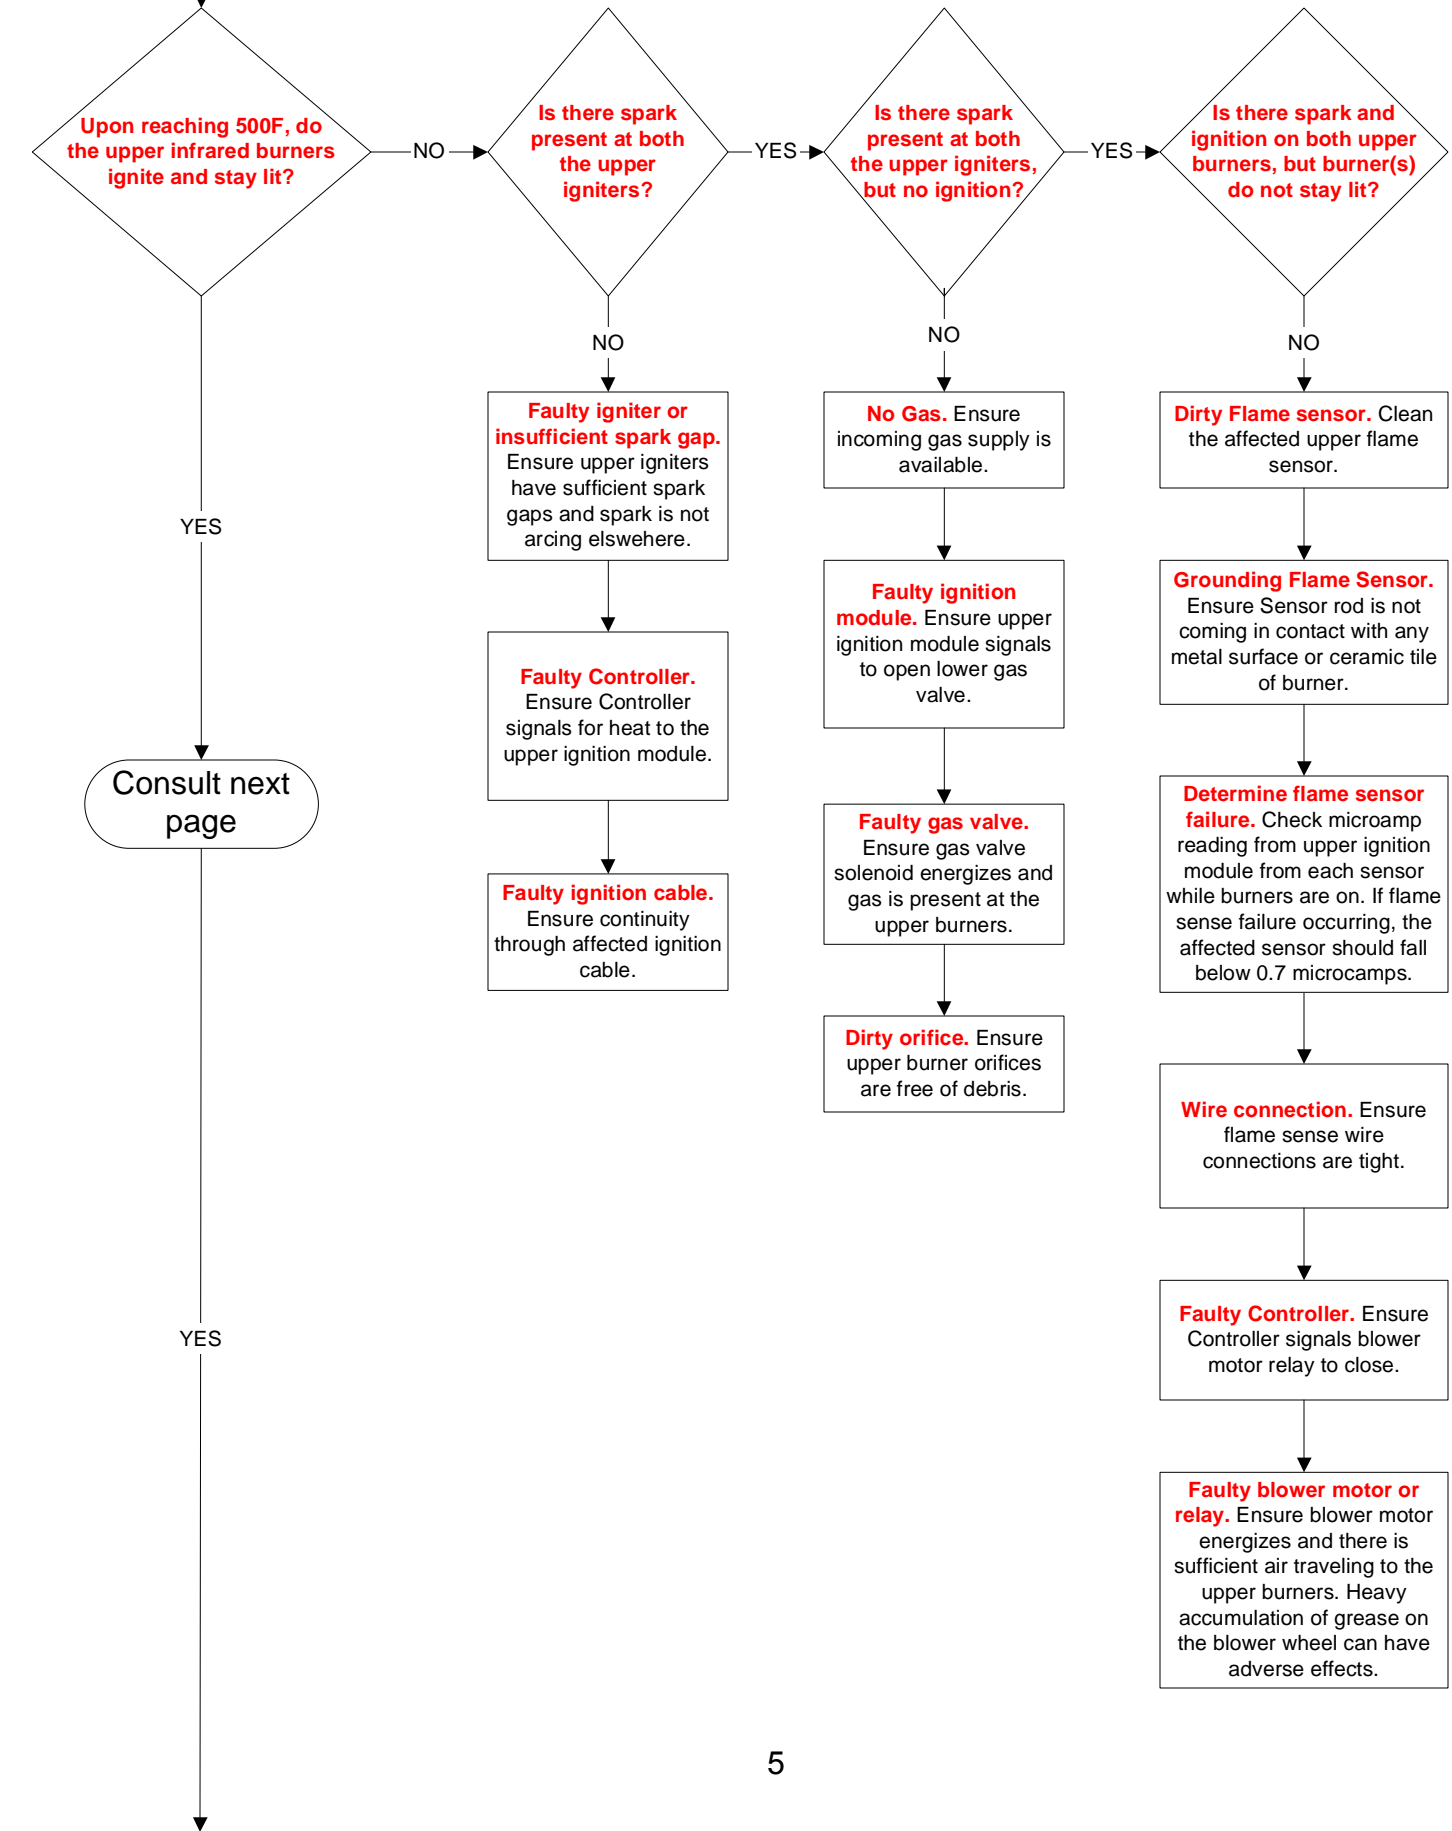 Upon reaching 500F, do
the upper infrared burners
ignite and stay lit?
NO
Is there spark
present at both
the upper
igniters?
YES
Is there spark
present at both
the upper igniters,
but no ignition?
YES
Is there spark and
ignition on both upper
burners, but burner(s)
do not stay lit?
YES
Consult next
page
YES
NO
Faulty igniter or
insufficient spark gap.
Ensure upper igniters
have sufficient spark
gaps and spark is not
arcing elswehere.
Faulty Controller.
Ensure Controller
signals for heat to the
upper ignition module.
Faulty ignition cable.
Ensure continuity
through affected ignition
cable.
NO
No Gas. Ensure
incoming gas supply is
available.
Faulty ignition
module. Ensure upper
ignition module signals
to open lower gas
valve.
Faulty gas valve.
Ensure gas valve
solenoid energizes and
gas is present at the
upper burners.
Dirty orifice. Ensure
upper burner orifices
are free of debris.
NO
Dirty Flame sensor. Clean
the affected upper flame
sensor.
Grounding Flame Sensor.
Ensure Sensor rod is not
coming in contact with any
metal surface or ceramic tile
of burner.
Determine flame sensor
failure. Check microamp
reading from upper ignition
module from each sensor
while burners are on. If flame
sense failure occurring, the
affected sensor should fall
below 0.7 microcamps.
Wire connection. Ensure
flame sense wire
connections are tight.
Faulty Controller. Ensure
Controller signals blower
motor relay to close.
Faulty blower motor or
relay. Ensure blower motor
energizes and there is
sufficient air traveling to the
upper burners. Heavy
accumulation of grease on
the blower wheel can have
adverse effects.
5